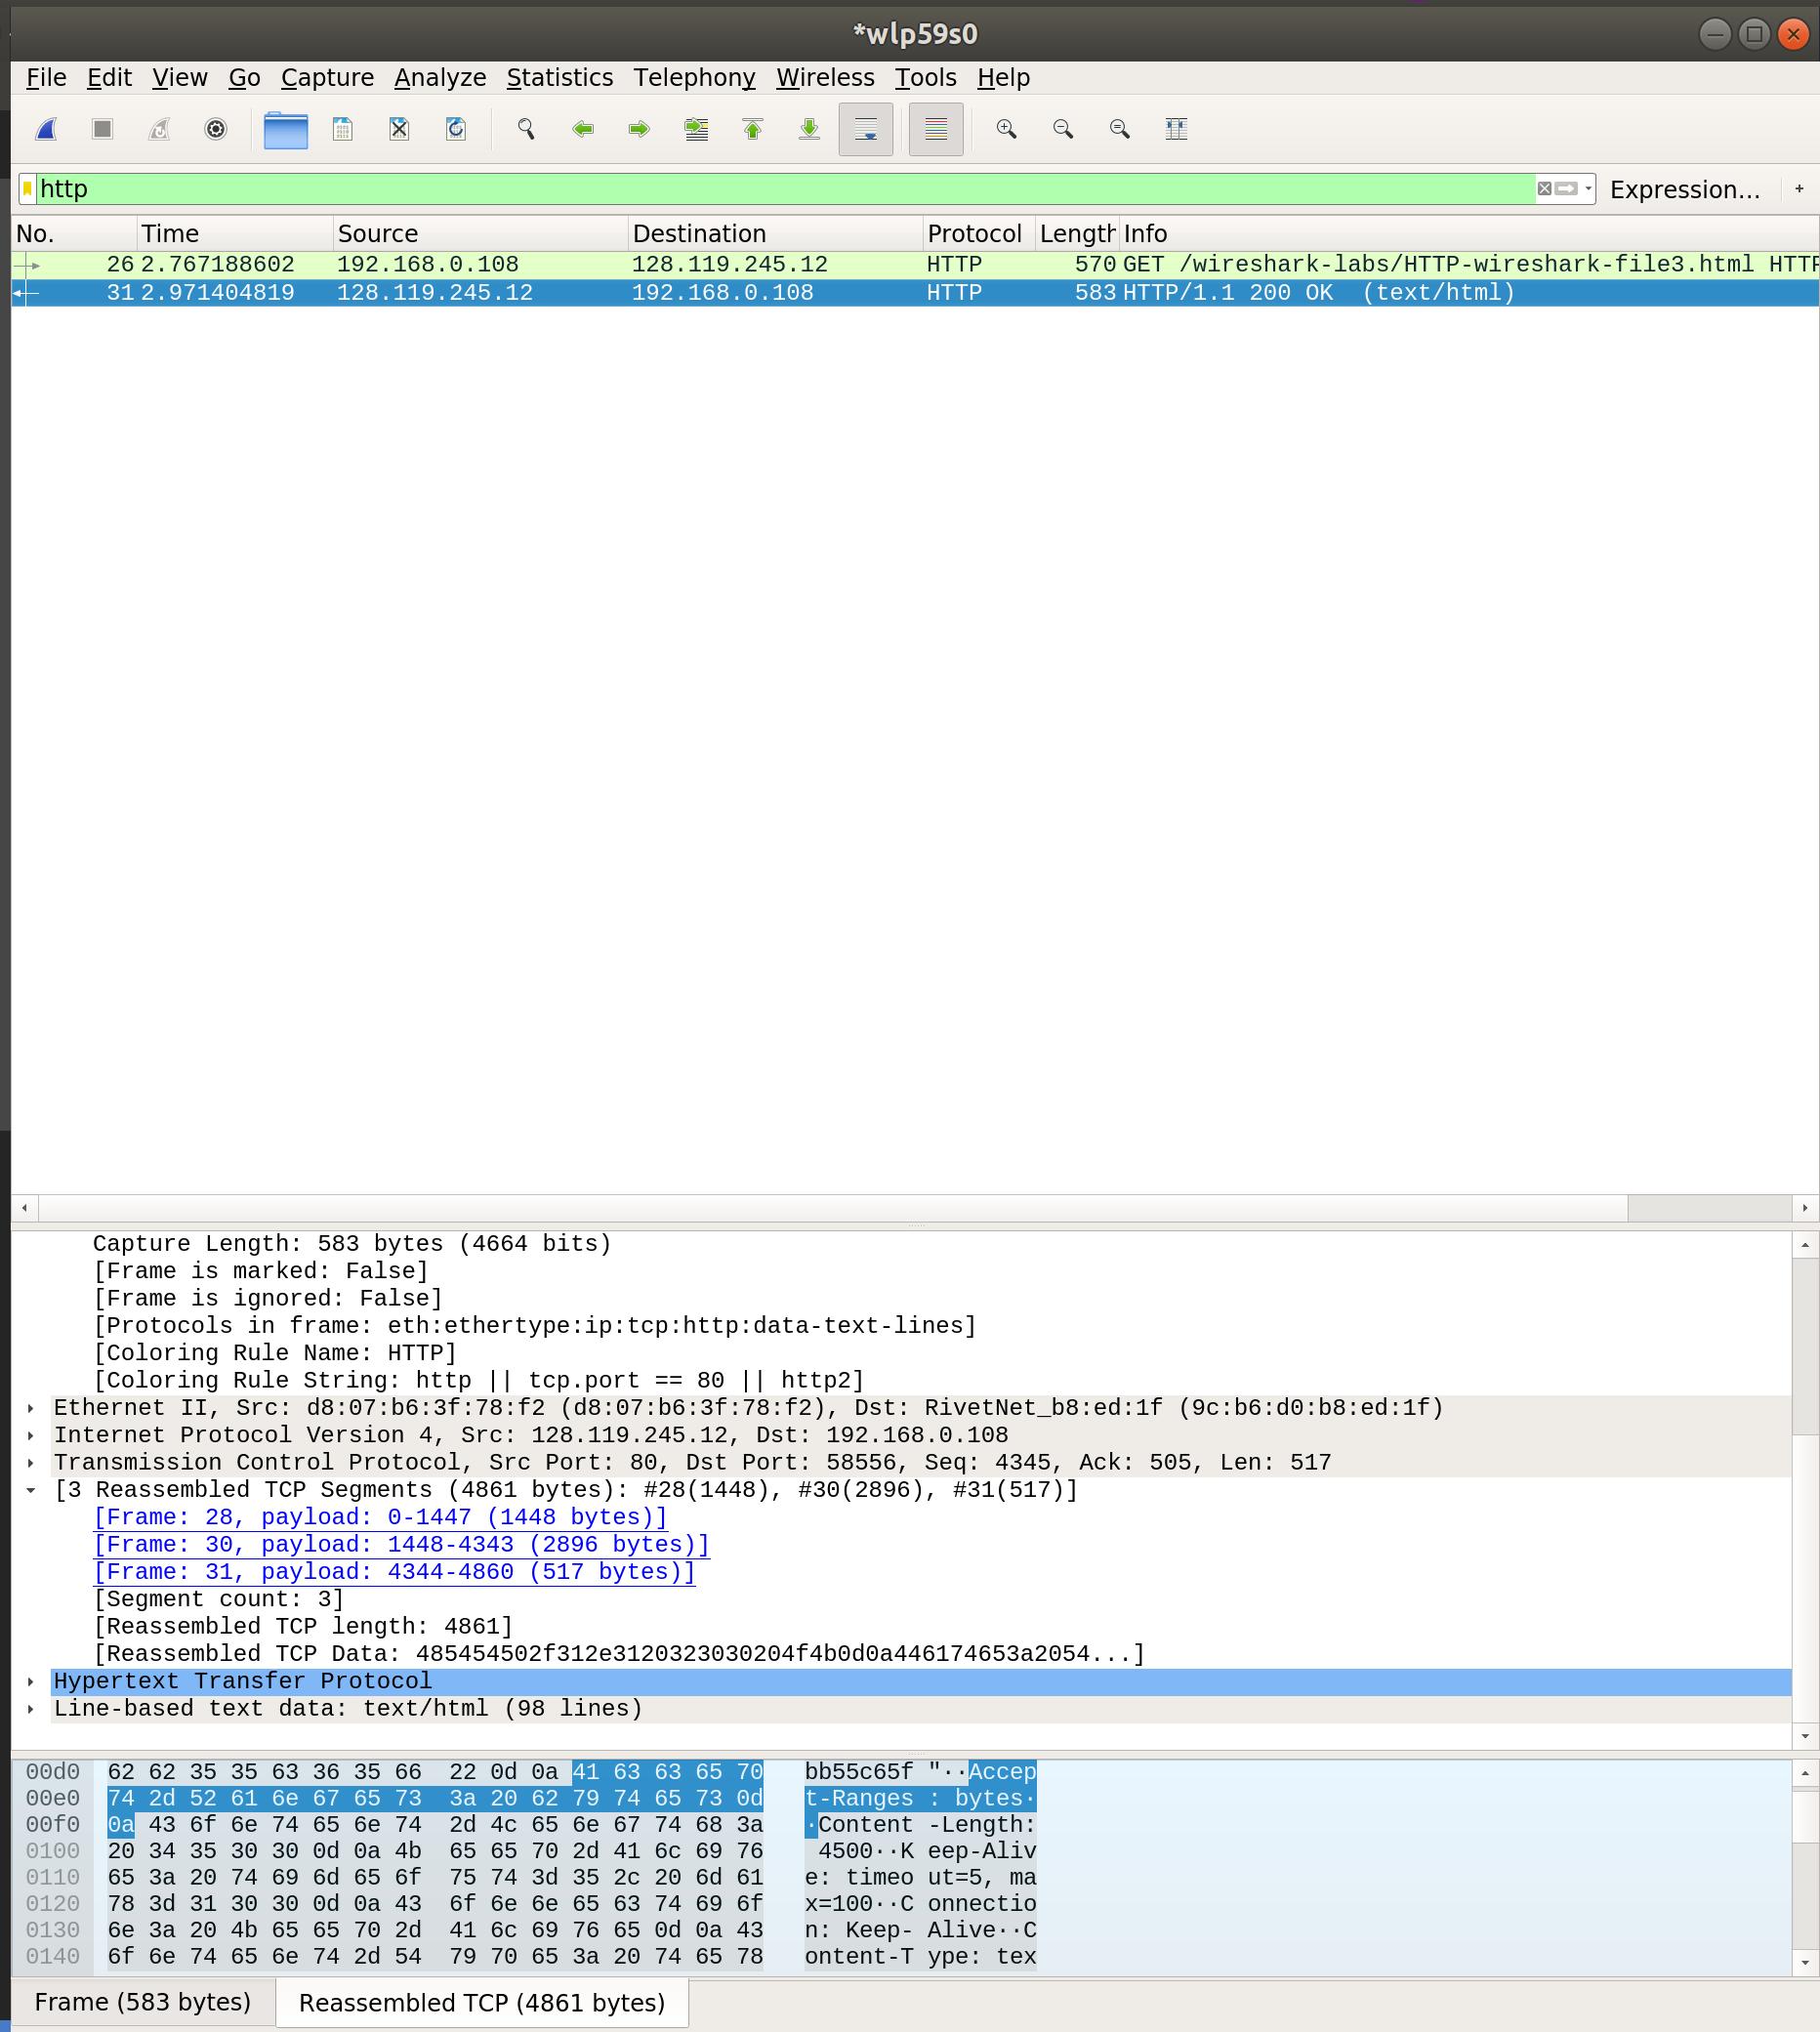 *wlp59s0
File Edit View Go Capture Analyze Statistics Telephony Wireless Tools Help
http Expression... +
No. Time Source Destination Protocol Length Info
26 2.767188602 192.168.0.108 128.119.245.12 HTTP 570 GET /wireshark-labs/HTTP-wireshark-file3.html HTTP
31 2.971404819 128.119.245.12 192.168.0.108 HTTP 583 HTTP/1.1 200 OK (text/html)
Capture Length: 583 bytes (4664 bits)
[Frame is marked: False]
[Frame is ignored: False]
[Protocols in frame: eth:ethertype:ip:tcp:http:data-text-lines]
[Coloring Rule Name: HTTP]
[Coloring Rule String: http || tcp.port == 80 || http2]
Ethernet II, Src: d8:07:b6:3f:78:f2 (d8:07:b6:3f:78:f2), Dst: RivetNet_b8:ed:1f (9c:b6:d0:b8:ed:1f)
Internet Protocol Version 4, Src: 128.119.245.12, Dst: 192.168.0.108
Transmission Control Protocol, Src Port: 80, Dst Port: 58556, Seq: 4345, Ack: 505, Len: 517
[3 Reassembled TCP Segments (4861 bytes): #28(1448), #30(2896), #31(517)]
[Frame: 28, payload: 0-1447 (1448 bytes)]
[Frame: 30, payload: 1448-4343 (2896 bytes)]
[Frame: 31, payload: 4344-4860 (517 bytes)]
[Segment count: 3]
[Reassembled TCP length: 4861]
[Reassembled TCP Data: 485454502f312e3120323030204f4b0d0a446174653a2054...]
Hypertext Transfer Protocol
Line-based text data: text/html (98 lines)
00d0 62 62 35 35 63 36 35 66 22 0d 0a 41 63 63 65 70 bb55c65f "··Accep
00e0 74 2d 52 61 6e 67 65 73 3a 20 62 79 74 65 73 0d t-Ranges : bytes·
00f0 0a 43 6f 6e 74 65 6e 74 2d 4c 65 6e 67 74 68 3a ·Content -Length:
0100 20 34 35 30 30 0d 0a 4b 65 65 70 2d 41 6c 69 76 4500··K eep-Aliv
0110 65 3a 20 74 69 6d 65 6f 75 74 3d 35 2c 20 6d 61 e: timeo ut=5, ma
0120 78 3d 31 30 30 0d 0a 43 6f 6e 6e 65 63 74 69 6f x=100··C onnectio
0130 6e 3a 20 4b 65 65 70 2d 41 6c 69 76 65 0d 0a 43 n: Keep- Alive··C
0140 6f 6e 74 65 6e 74 2d 54 79 70 65 3a 20 74 65 78 ontent-T ype: tex
Frame (583 bytes) Reassembled TCP (4861 bytes)